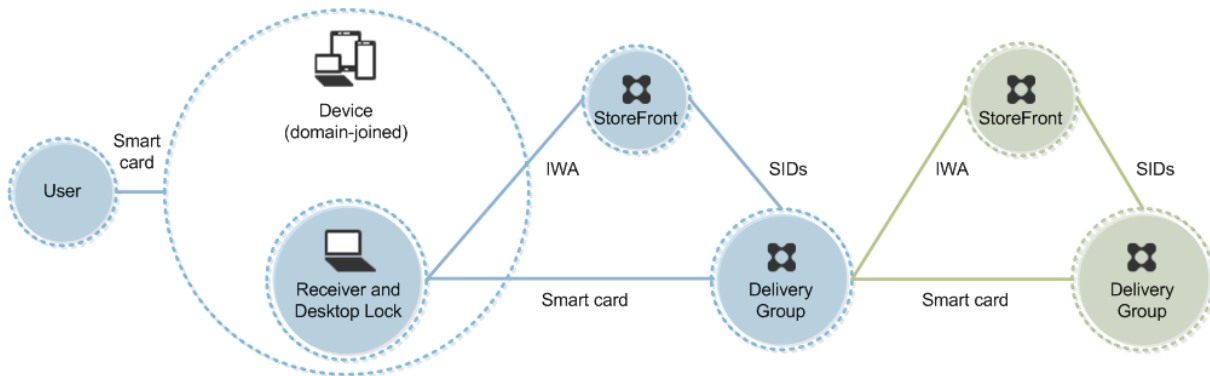 Smart
card
User
Device
(domain-joined)
Receiver and
Desktop Lock
StoreFront
IWA
SIDs
Smart card
Delivery
Group
StoreFront
IWA
SIDs
Smart card
Delivery
Group